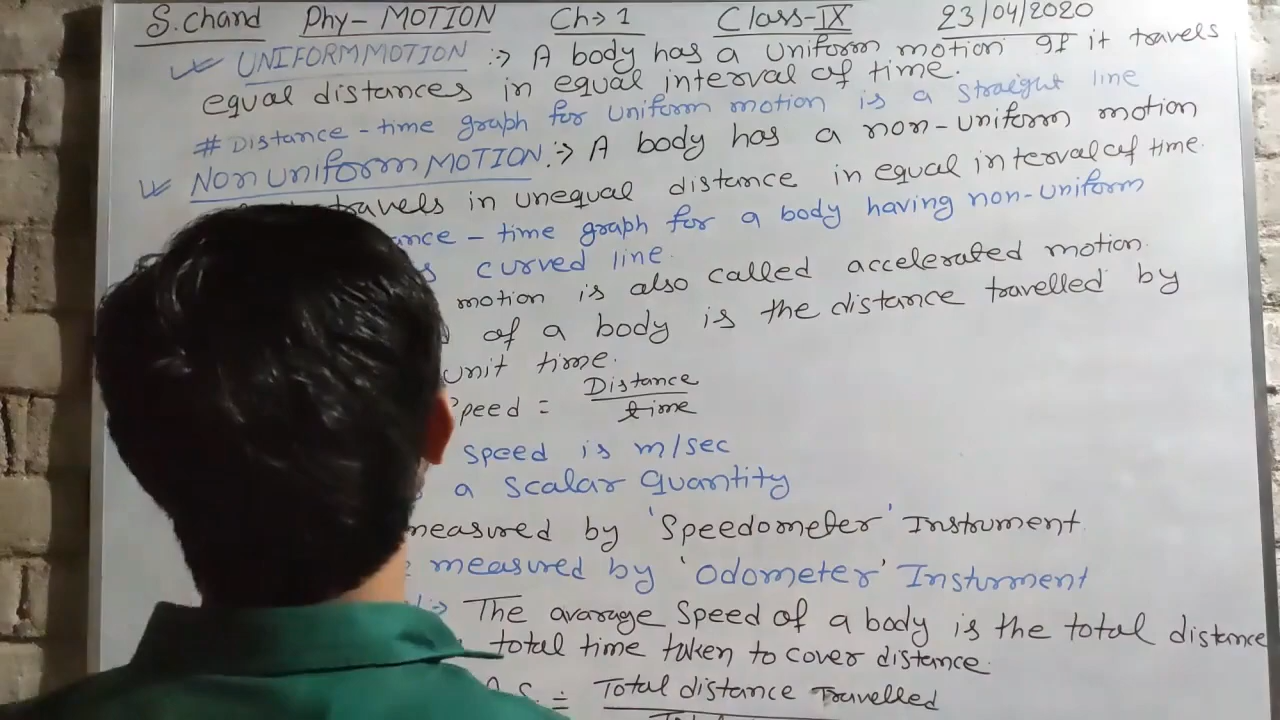 S.Chand Phy- MOTION Ch→1 Class-IX 23/04/2020
UNIFORM MOTION :→ A body has a uniform motion If it travels
equal distances in equal interval of time.
# Distance - time graph for uniform motion is a straight line
NON uniform MOTION :→ A body has a non-uniform motion
travels in unequal distance in equal interval of time.
ance - time graph for a body having non-uniform
s curved line.
motion is also called accelerated motion.
of a body is the distance travelled by
unit time.
Speed = Distance
time
Speed is m/sec
a Scalar Quantity
measured by 'Speedometer' Instrument.
measured by 'Odometer' Insturment
:→ The avarage Speed of a body is the total distance
total time taken to cover distance.
A.S. = Total distance Travelled